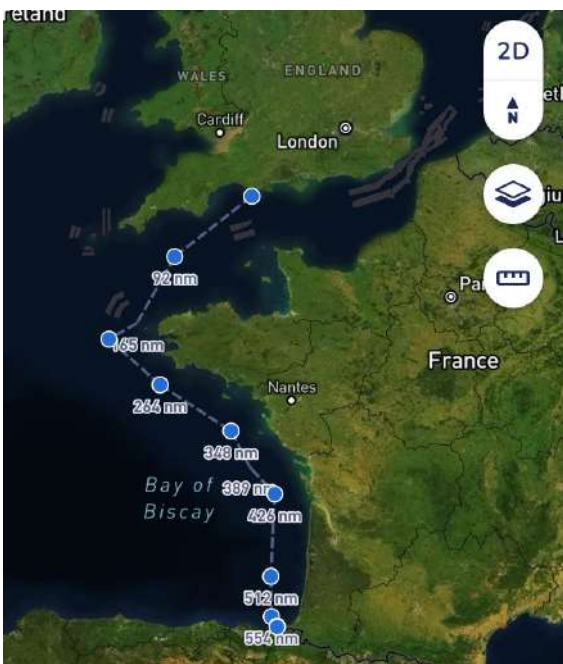 reland
2D
WALES
ENGLAND
N
Cardiff
London
92 nm
Pa
165 nm
France
Nantes
264 nm
348 nm
Bay of
Biscay
389 nm
426 nm
512 nm
554 nm